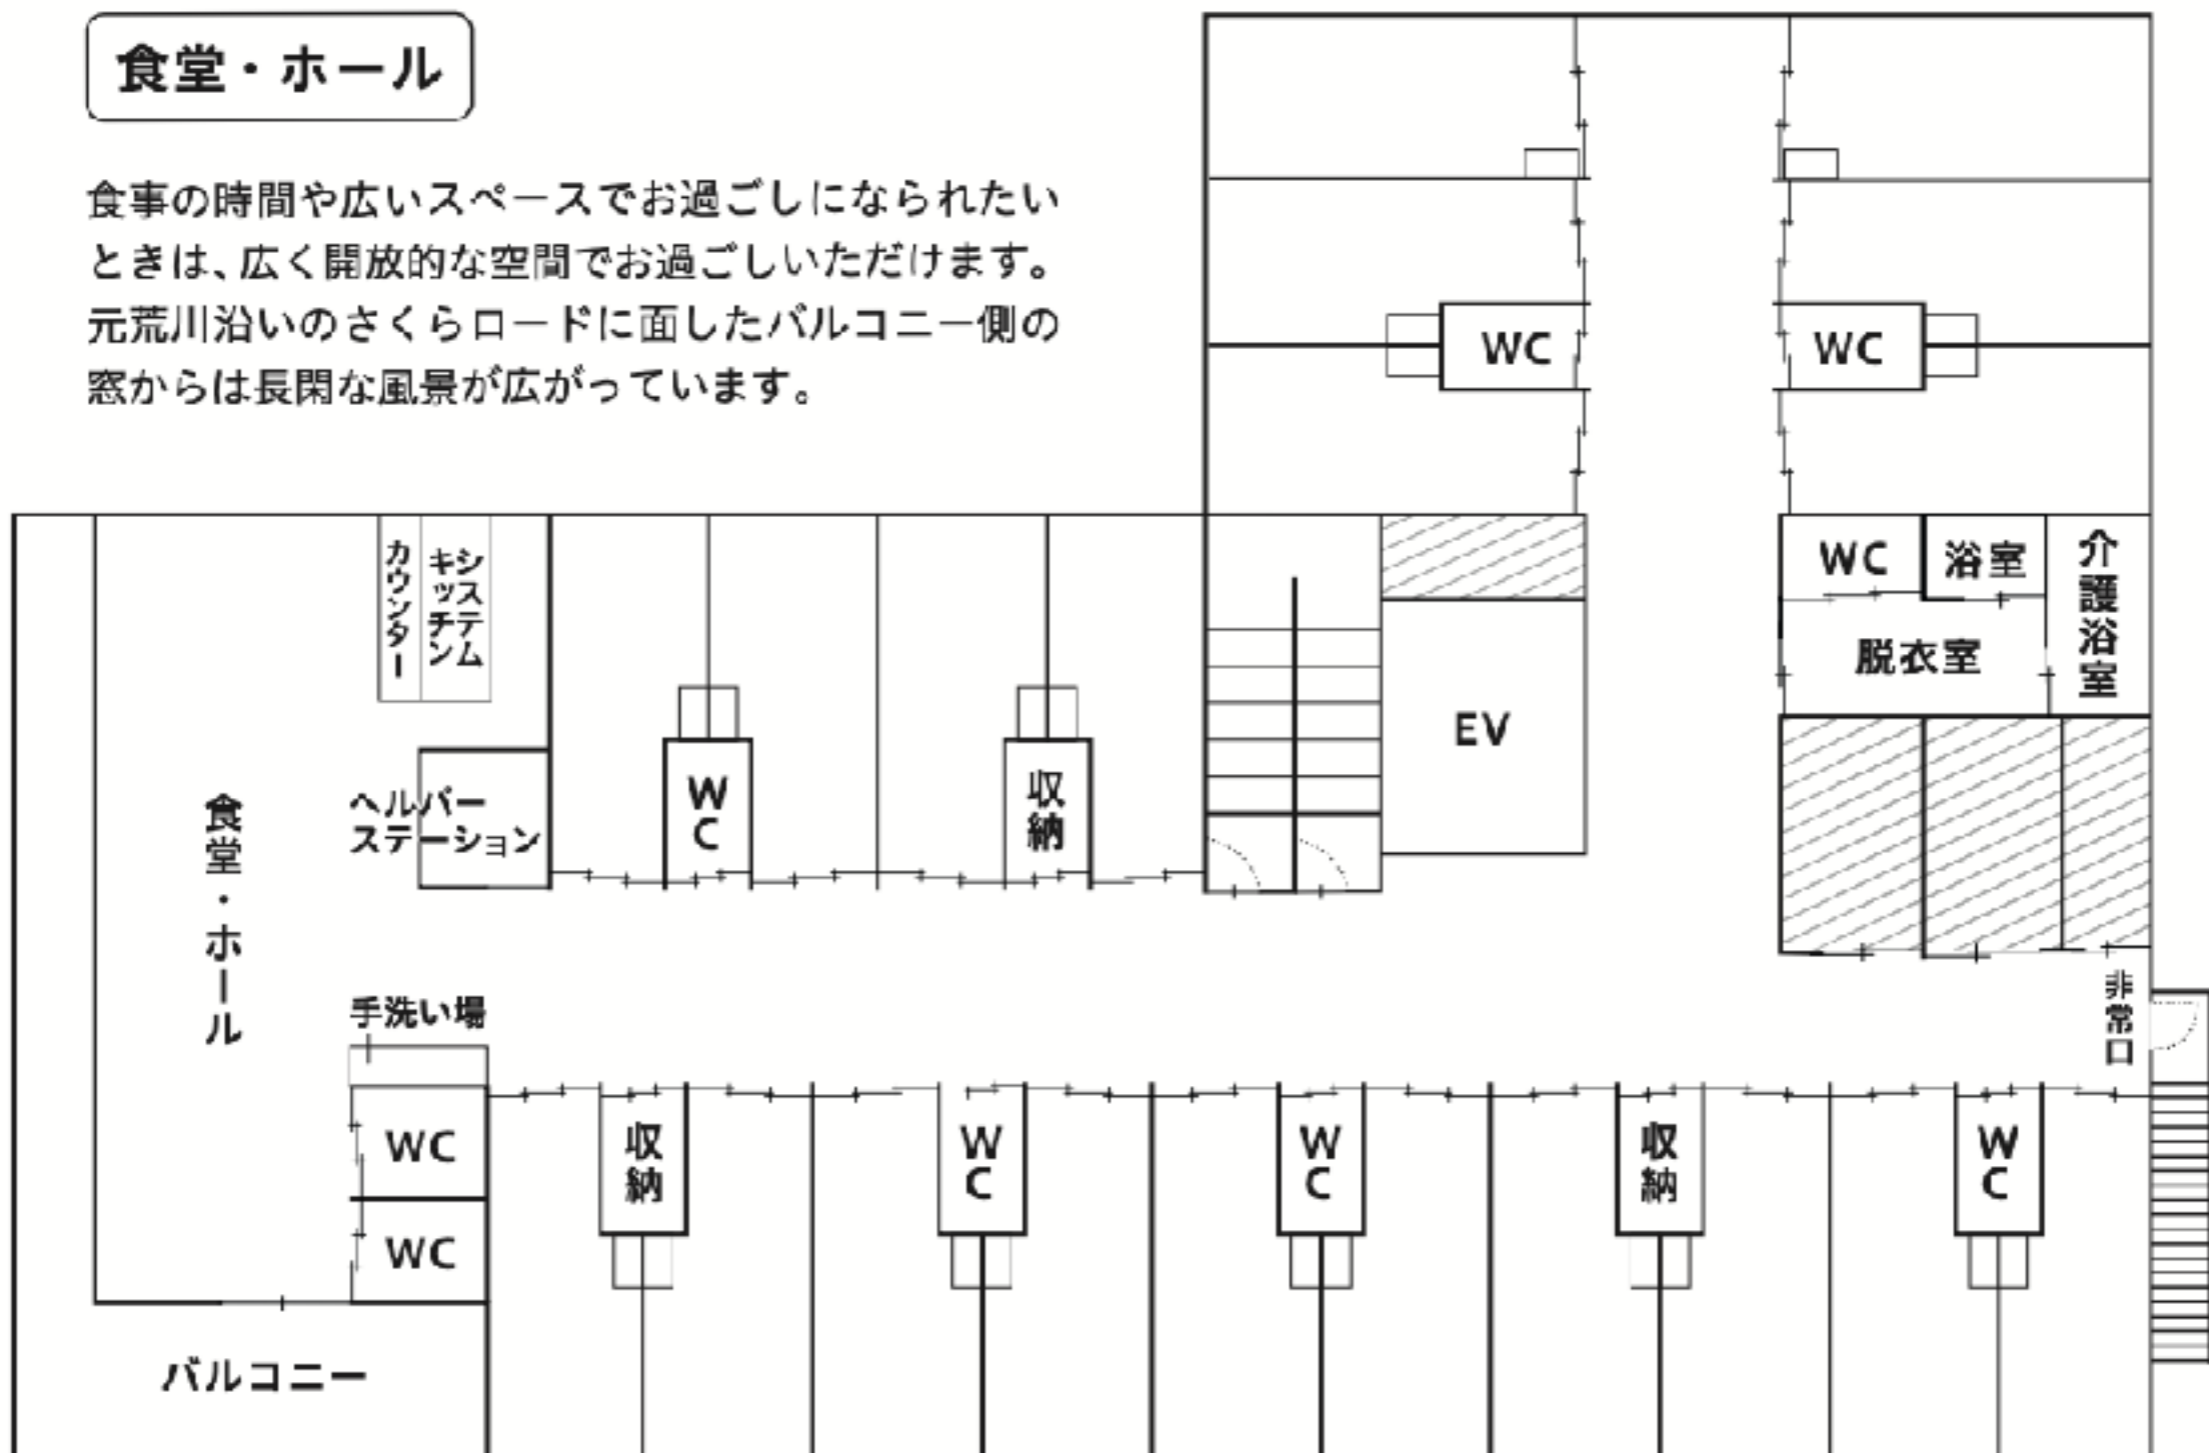 食堂・ホール
食事の時間や広いスペースでお過ごしになられたい
ときは、広く開放的な空間でお過ごしいただけます。
元荒川沿いのさくらロードに面したバルコニー側の
窓からは長閑な風景が広がっています。
WC
WC
カウンター
システム
キッチン
WC
浴室
介護浴室
脱衣室
EV
ヘルパー
ステーション
WC
収納
食堂・ホール
手洗い場
非常口
WC
WC
収納
WC
WC
収納
WC
バルコニー